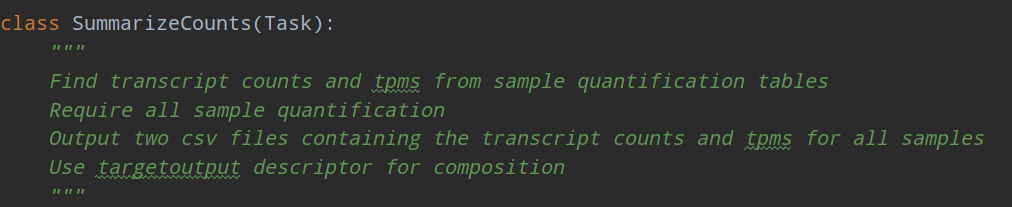 class SummarizeCounts(Task):
"""
Find transcript counts and tpms from sample quantification tables
Require all sample quantification
Output two csv files containing the transcript counts and tpms for all samples
Use targetoutput descriptor for composition
"""